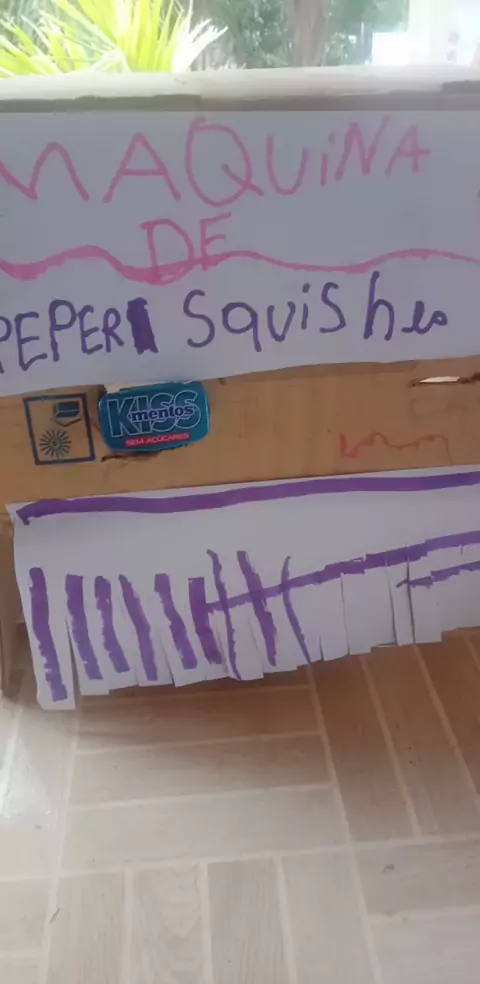 MAQUiNA
DE
PEPER SquisHes
KISS
mentos
SEM AÇÚCARES